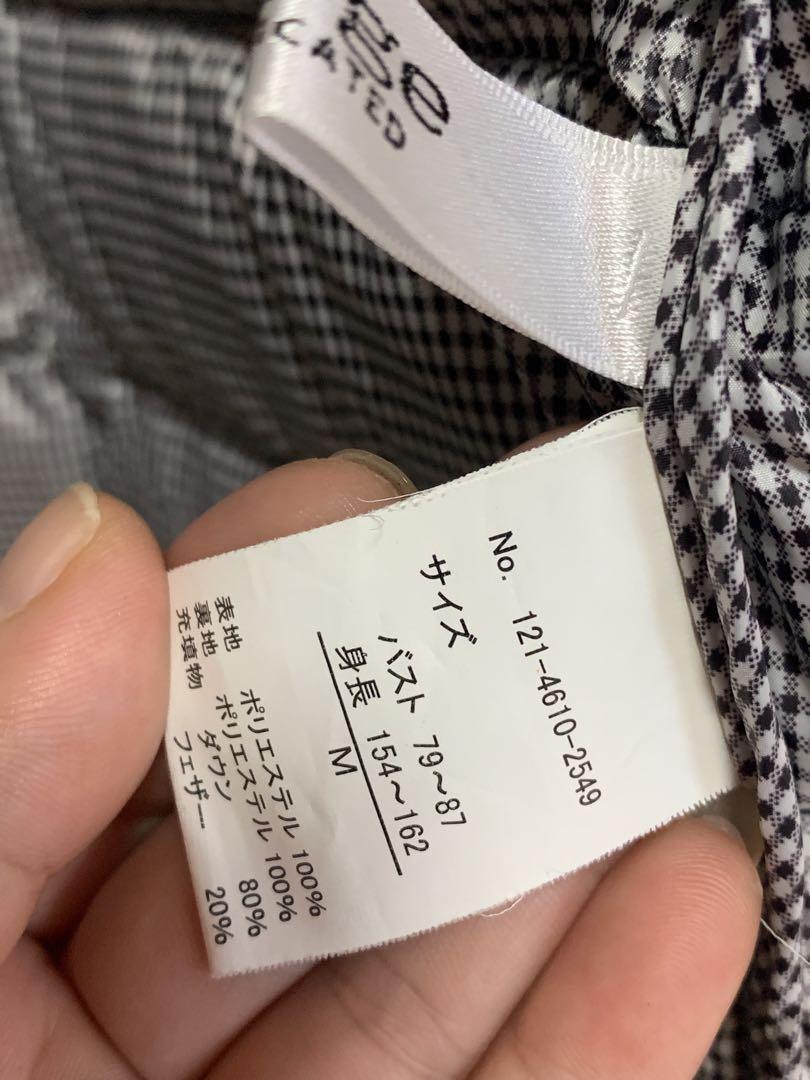 CATED
No. 121-4610-2549
サイズ
バスト 79～87
身長 154～162
M
表地 ポリエステル 100%
裏地 ポリエステル 100%
充填物 ダウン 80%
フェザー 20%